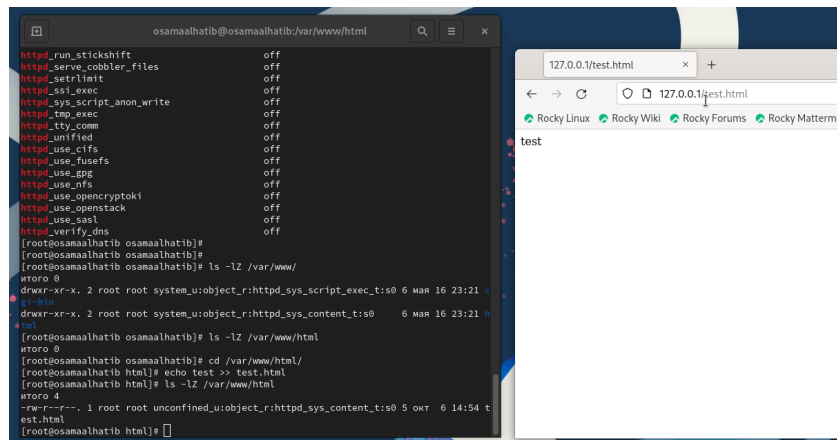 osamaalhatib@osamaalhatib:/var/www/html
httpd_run_stickshift off
httpd_serve_cobbler_files off
httpd_setrlimit off
httpd_ssi_exec off
httpd_sys_script_anon_write off
httpd_tmp_exec off
httpd_tty_comm off
httpd_unified off
httpd_use_cifs off
httpd_use_fusefs off
httpd_use_gpg off
httpd_use_nfs off
httpd_use_opencryptoki off
httpd_use_openstack off
httpd_use_sasl off
httpd_verify_dns off
[root@osamaalhatib osamaalhatib]#
[root@osamaalhatib osamaalhatib]#
[root@osamaalhatib osamaalhatib]# ls -lZ /var/www/
итого 0
drwxr-xr-x. 2 root root system_u:object_r:httpd_sys_script_exec_t:s0 6 мая 16 23:21 c
gi-bin
drwxr-xr-x. 2 root root system_u:object_r:httpd_sys_content_t:s0 6 мая 16 23:21 h
tml
[root@osamaalhatib osamaalhatib]# ls -lZ /var/www/html
итого 0
[root@osamaalhatib osamaalhatib]# cd /var/www/html/
[root@osamaalhatib html]# echo test >> test.html
[root@osamaalhatib html]# ls -lZ /var/www/html
итого 4
-rw-r--r--. 1 root root unconfined_u:object_r:httpd_sys_content_t:s0 5 окт 6 14:54 t
est.html
[root@osamaalhatib html]#
127.0.0.1/test.html
127.0.0.1/test.html
Rocky Linux Rocky Wiki Rocky Forums Rocky Matterm
test